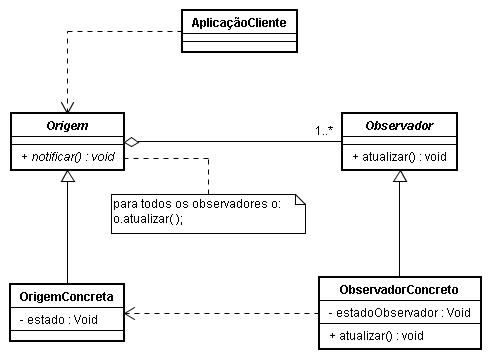 AplicaçãoCliente
Origem
+ notificar() : void
1..*
Observador
+ atualizar() : void
para todos os observadores o:
o.atualizar( );
OrigemConcreta
- estado : Void
ObservadorConcreto
- estadoObservador : Void
+ atualizar() : void